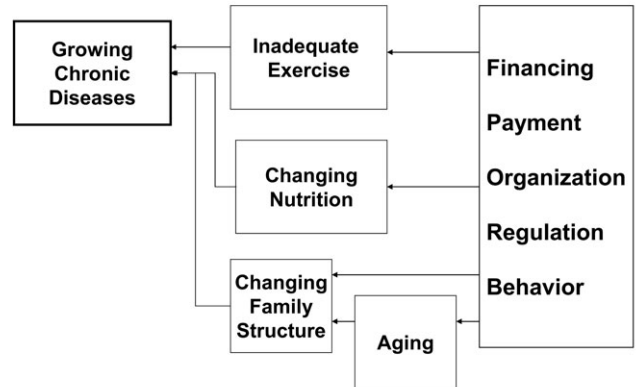 Growing
Chronic
Diseases
Inadequate
Exercise
Changing
Nutrition
Changing
Family
Structure
Aging
Financing
Payment
Organization
Regulation
Behavior